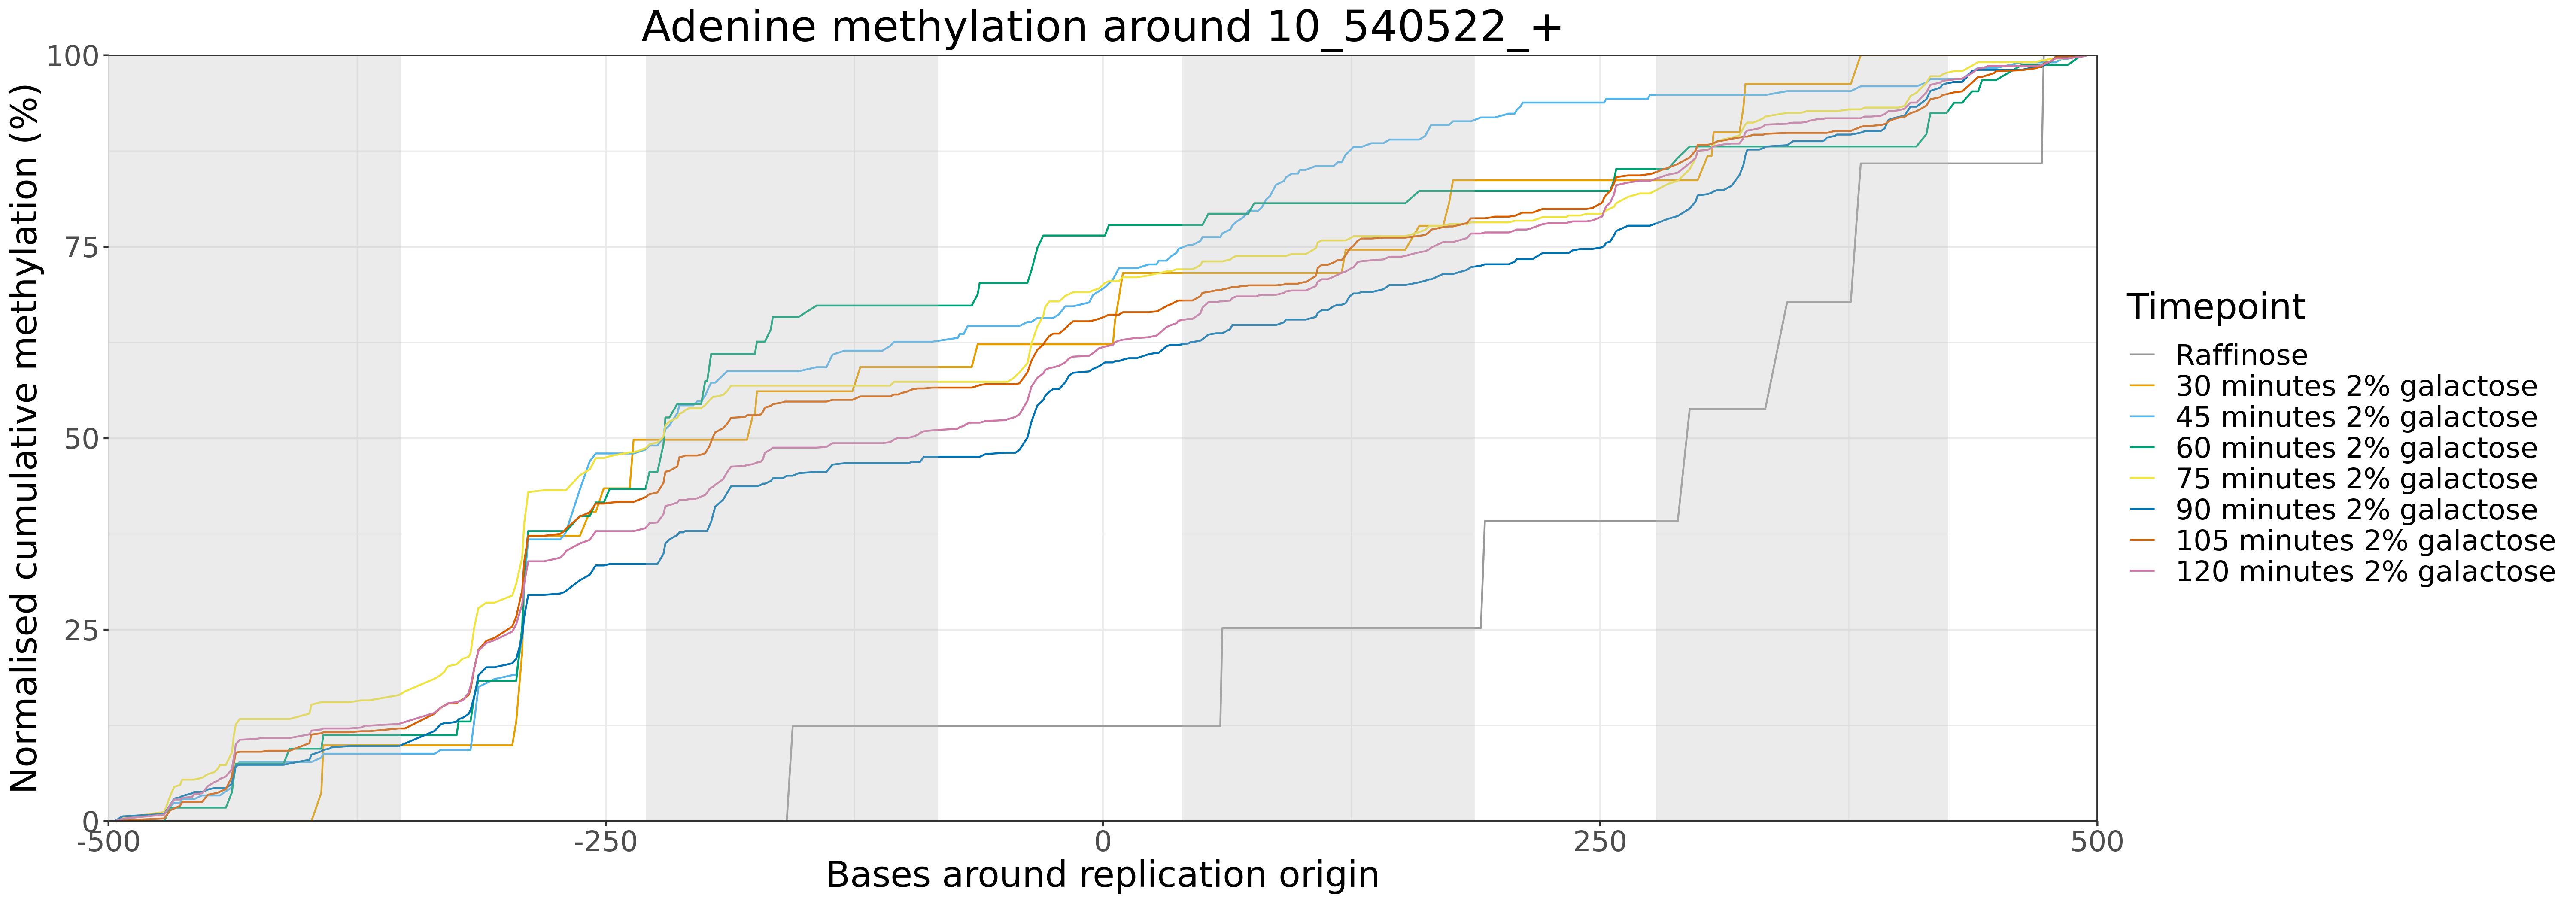 Adenine methylation around 10_540522_+
Normalised cumulative methylation (%)
100
75
50
25
0
-500
-250
0
250
500
Bases around replication origin
Timepoint
Raffinose
30 minutes 2% galactose
45 minutes 2% galactose
60 minutes 2% galactose
75 minutes 2% galactose
90 minutes 2% galactose
105 minutes 2% galactose
120 minutes 2% galactose